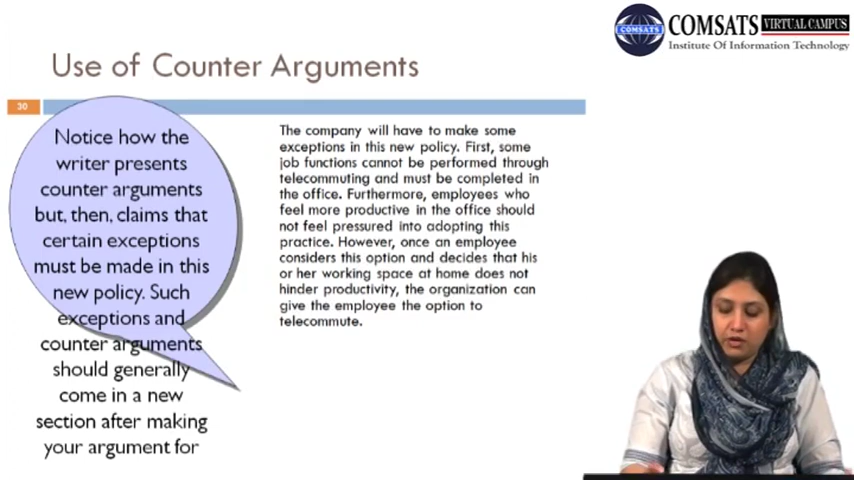 COMSATS VIRTUAL CAMPUS
COMSATS
Institute Of Information Technology
Use of Counter Arguments
30
Notice how the
writer presents
counter arguments
but, then, claims that
certain exceptions
must be made in this
new policy. Such
exceptions and
counter arguments
should generally
come in a new
section after making
your argument for
The company will have to make some
exceptions in this new policy. First, some
job functions cannot be performed through
telecommuting and must be completed in
the office. Furthermore, employees who
feel more productive in the office should
not feel pressured into adopting this
practice. However, once an employee
considers this option and decides that his
or her working space at home does not
hinder productivity, the organization can
give the employee the option to
telecommute.